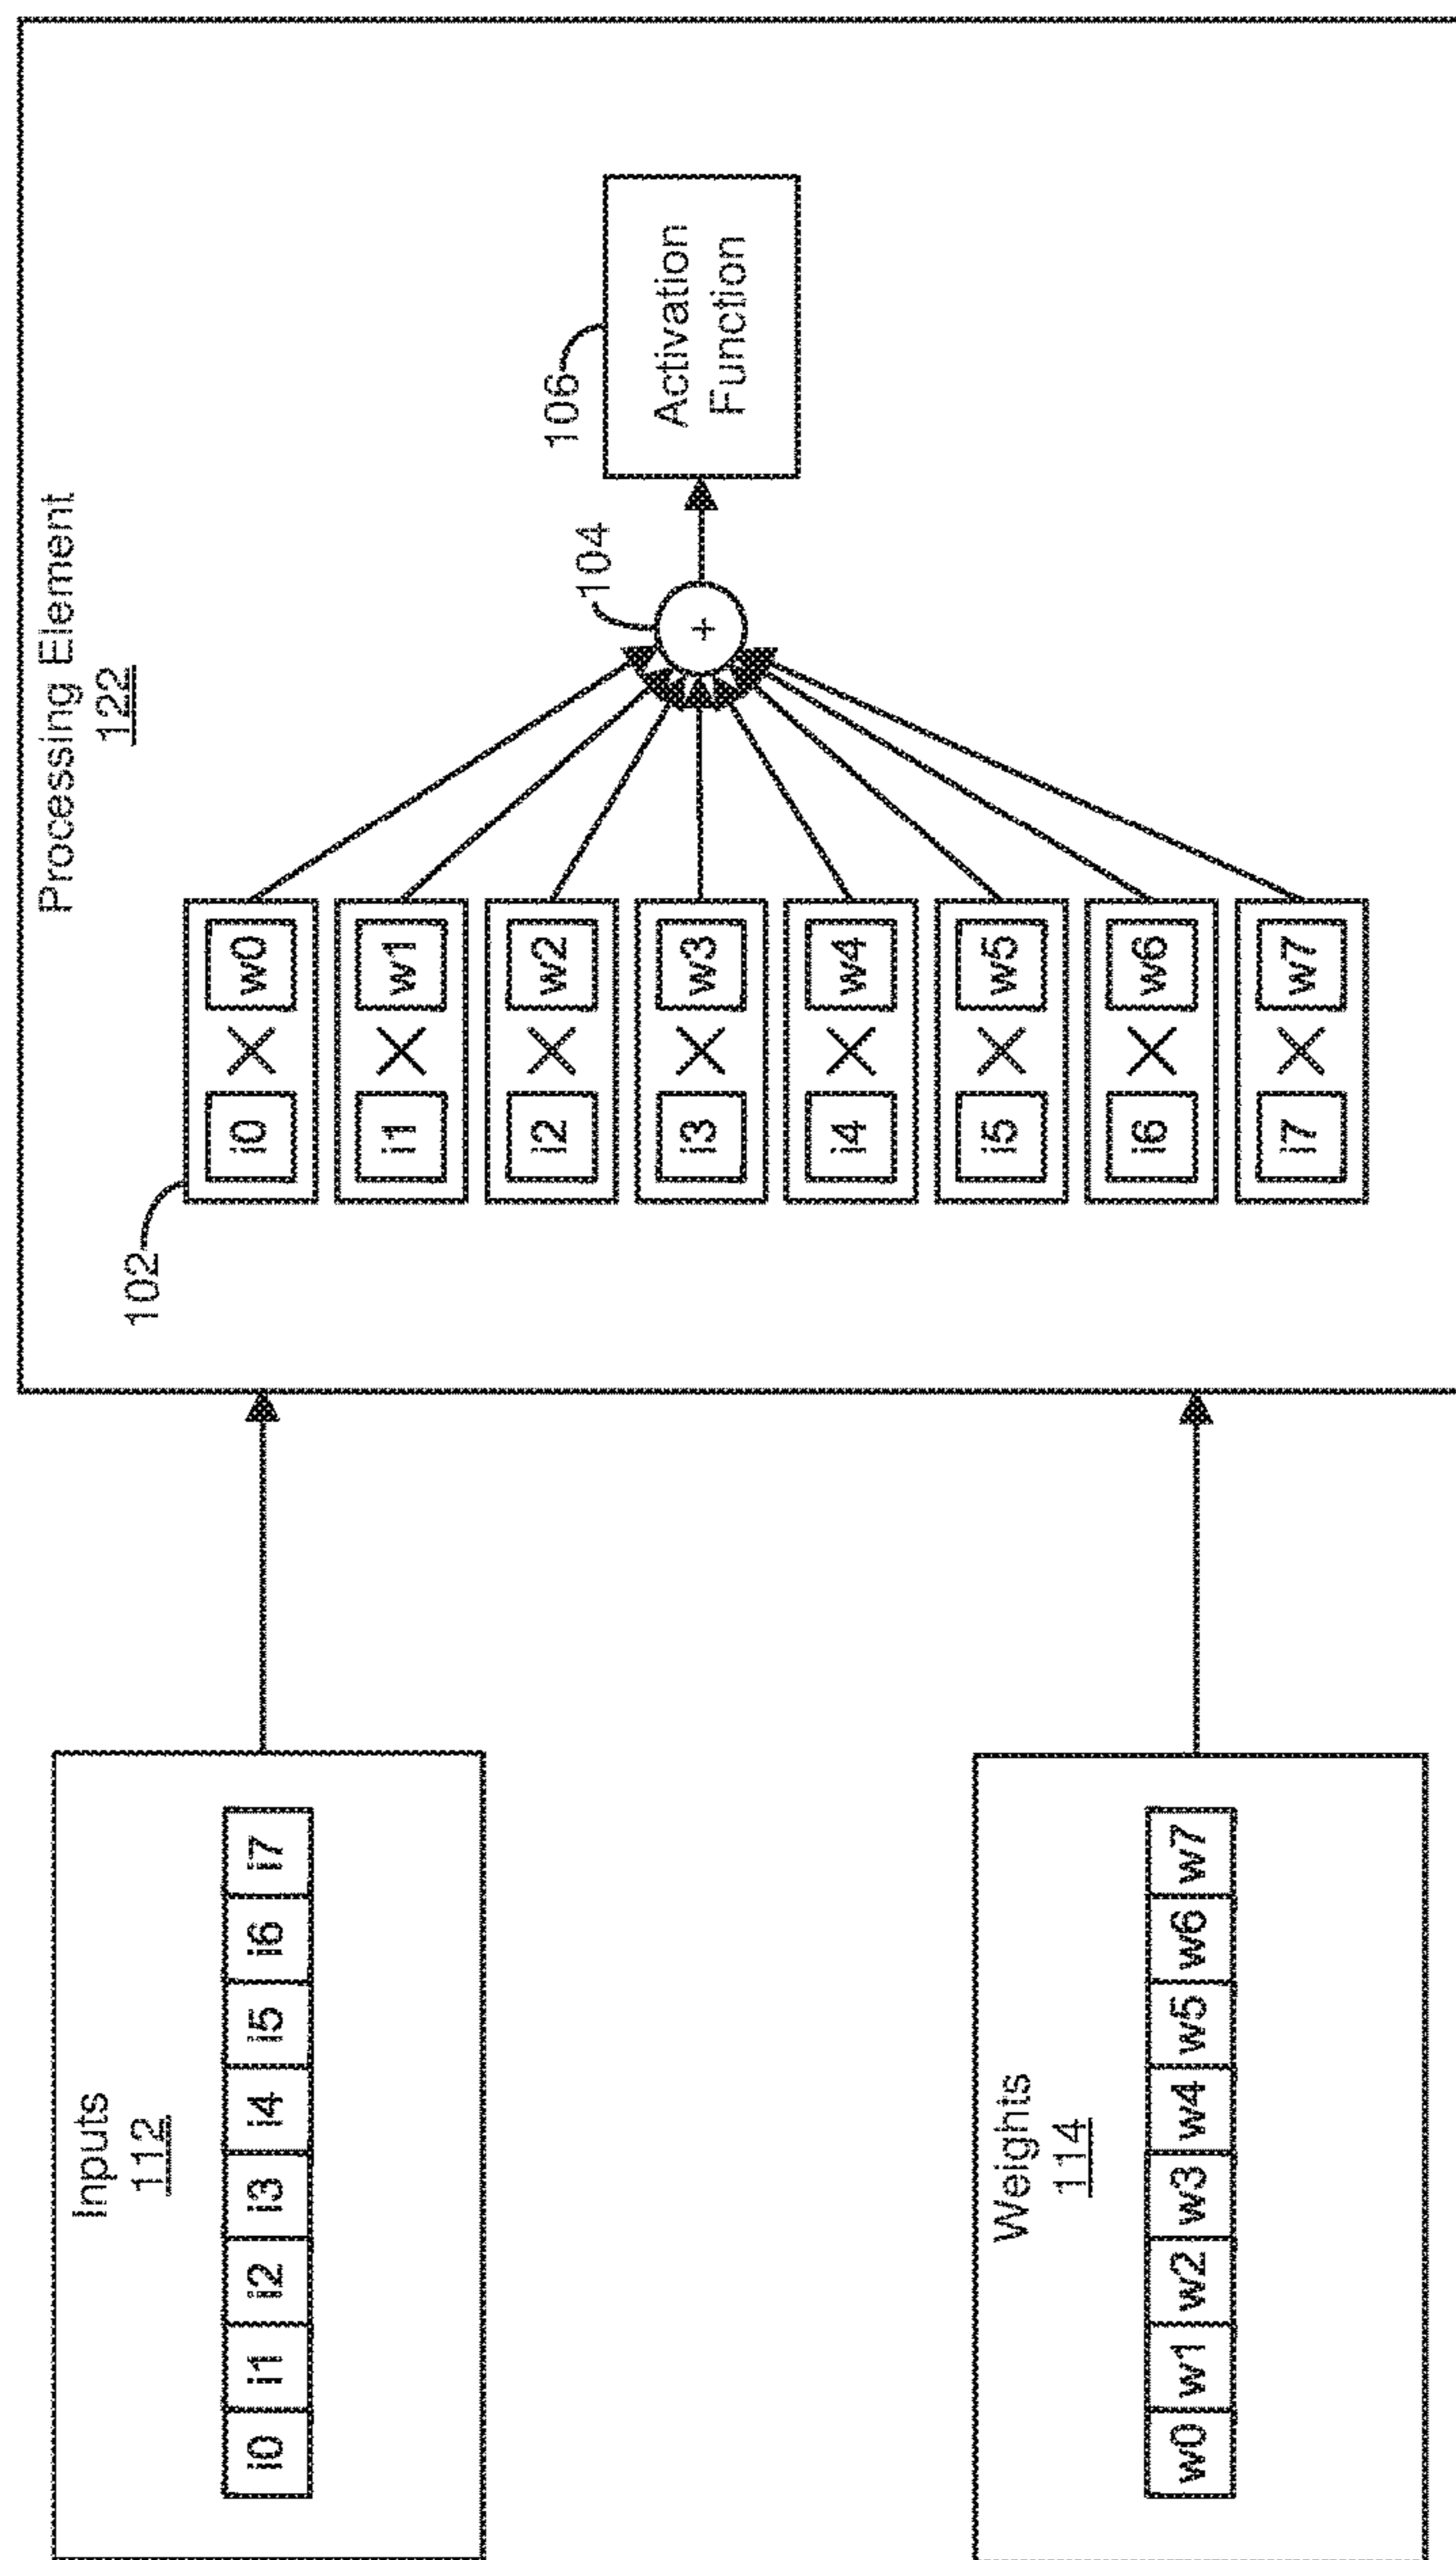 Inputs
112
i0 i1 i2 i3 i4 i5 i6 i7
Weights
114
w0 w1 w2 w3 w4 w5 w6 w7
Processing Element
122
102
i0 X w0
i1 X w1
i2 X w2
i3 X w3
i4 X w4
i5 X w5
i6 X w6
i7 X w7
104
+
106
Activation
Function